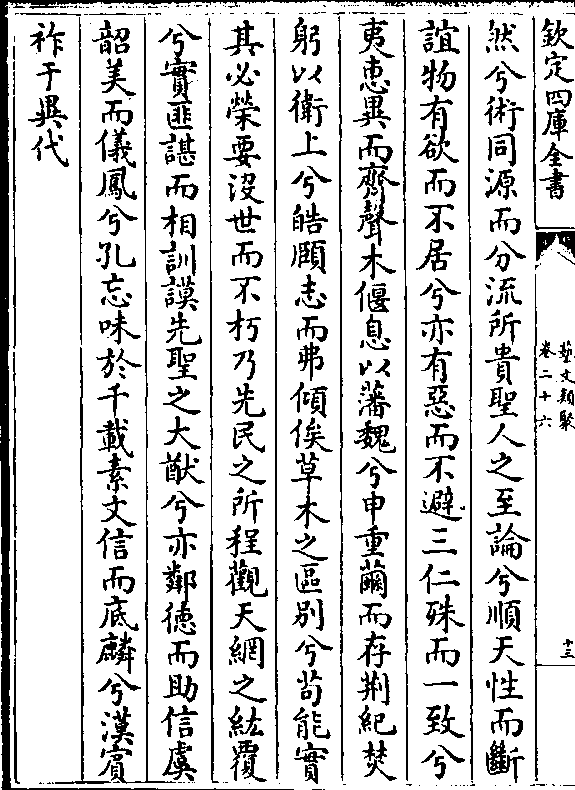 欽定四庫全書
藝文類聚
卷二十六
十三
然兮術同源而分流所貴聖人之至論兮順天性而斷
誼物有欲而不居兮亦有惡而不避三仁殊而一致兮
夷惠異而齊聲木偃息以藩魏兮申重繭而存荆紀焚
躬以衛上兮皓頤志而弗傾俟草木之區別兮茍能實
其必榮要沒世而不朽乃先民之所程觀天網之紘覆
兮實匪諶而相訓謨先聖之大猷兮亦鄰徳而助信虞
韶美而儀鳳兮孔忘味於千載素文信而底麟兮漢賔
祚于異代